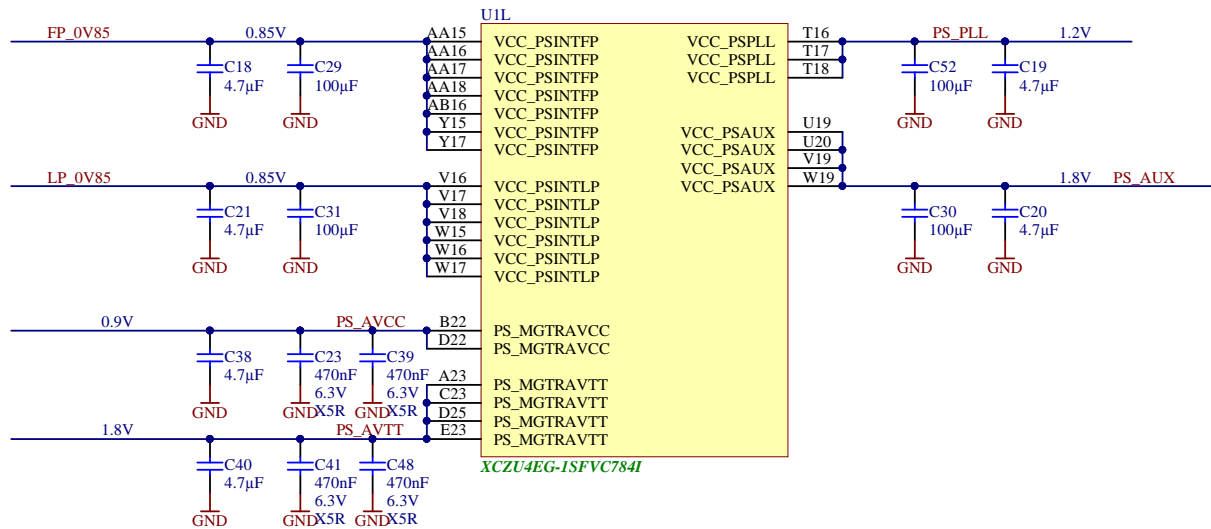 U1L
FP_0V85 0.85V AA15 VCC_PSINTFP VCC_PSPLL T16 PS_PLL 1.2V
AA16 VCC_PSINTFP VCC_PSPLL T17
C18 C29 AA17 VCC_PSINTFP VCC_PSPLL T18 C52 C19
4.7µF 100µF AA18 VCC_PSINTFP 100µF 4.7µF
AB16 VCC_PSINTFP
GND GND Y15 VCC_PSINTFP VCC_PSAUX U19 GND GND
Y17 VCC_PSINTFP VCC_PSAUX U20
VCC_PSAUX V19
LP_0V85 0.85V V16 VCC_PSINTLP VCC_PSAUX W19 1.8V PS_AUX
V17 VCC_PSINTLP
C21 C31 V18 VCC_PSINTLP C30 C20
4.7µF 100µF W15 VCC_PSINTLP 100µF 4.7µF
W16 VCC_PSINTLP
GND GND W17 VCC_PSINTLP GND GND
0.9V PS_AVCC B22 PS_MGTRAVCC
D22 PS_MGTRAVCC
C38 C23 C39
4.7µF 470nF 470nF A23 PS_MGTRAVTT
6.3V 6.3V C23 PS_MGTRAVTT
GND GND X5R GND X5R D25 PS_MGTRAVTT
1.8V PS_AVTT E23 PS_MGTRAVTT
C40 C41 C48 XCZU4EG-1SFVC784I
4.7µF 470nF 470nF
6.3V 6.3V
GND GND X5R GND X5R